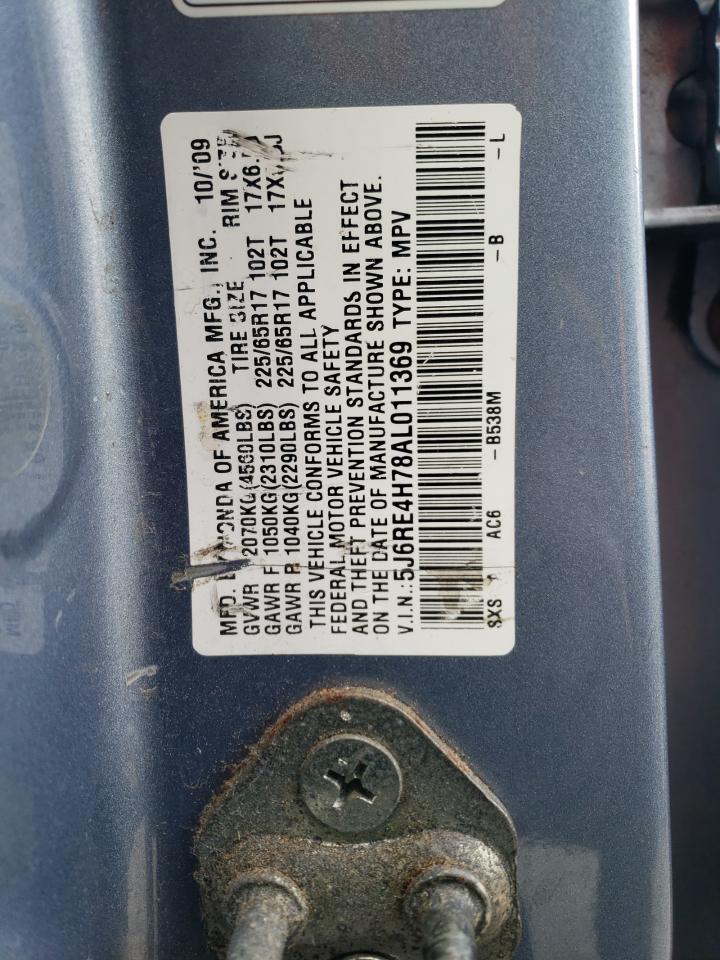 MFD. BY HONDA OF AMERICA MFG., INC. 10/'09
GVWR 2070KG(4560LBS) TIRE SIZE RIM SIZE
GAWR F 1050KG(2310LBS) 225/65R17 102T 17X6.
GAWR R 1040KG(2290LBS) 225/65R17 102T
THIS VEHICLE CONFORMS TO ALL APPLICABLE
FEDERAL MOTOR VEHICLE SAFETY
AND THEFT PREVENTION STANDARDS IN EFFECT
ON THE DATE OF MANUFACTURE SHOWN ABOVE.
V.I.N.:5J6RE4H78AL011369 TYPE: MPV
SXS AC6 -B538M -B -L